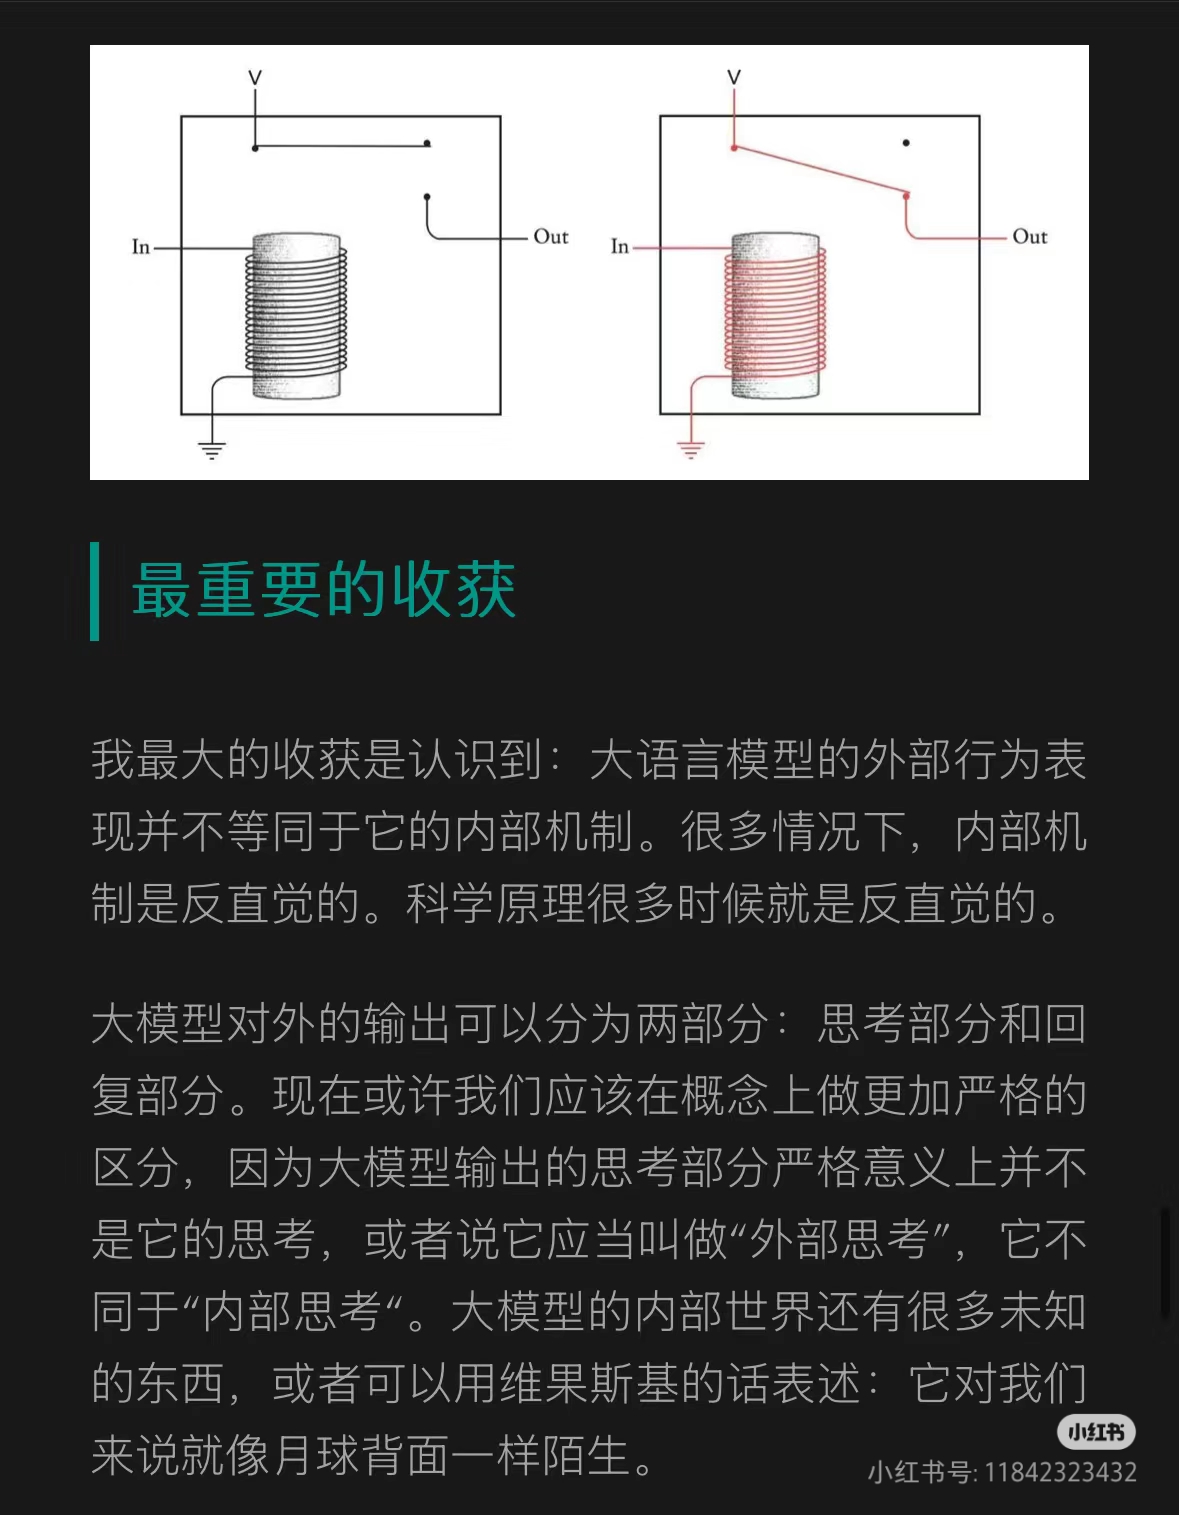 V
V
In
Out
In
Out
最重要的收获
我最大的收获是认识到：大语言模型的外部行为表
现并不等同于它的内部机制。很多情况下，内部机
制是反直觉的。科学原理很多时候就是反直觉的。
大模型对外的输出可以分为两部分：思考部分和回
复部分。现在或许我们应该在概念上做更加严格的
区分，因为大模型输出的思考部分严格意义上并不
是它的思考，或者说它应当叫做“外部思考”，它不
同于“内部思考“。大模型的内部世界还有很多未知
的东西，或者可以用维果斯基的话表述：它对我们
来说就像月球背面一样陌生。
小红书
小红书号: 11842323432